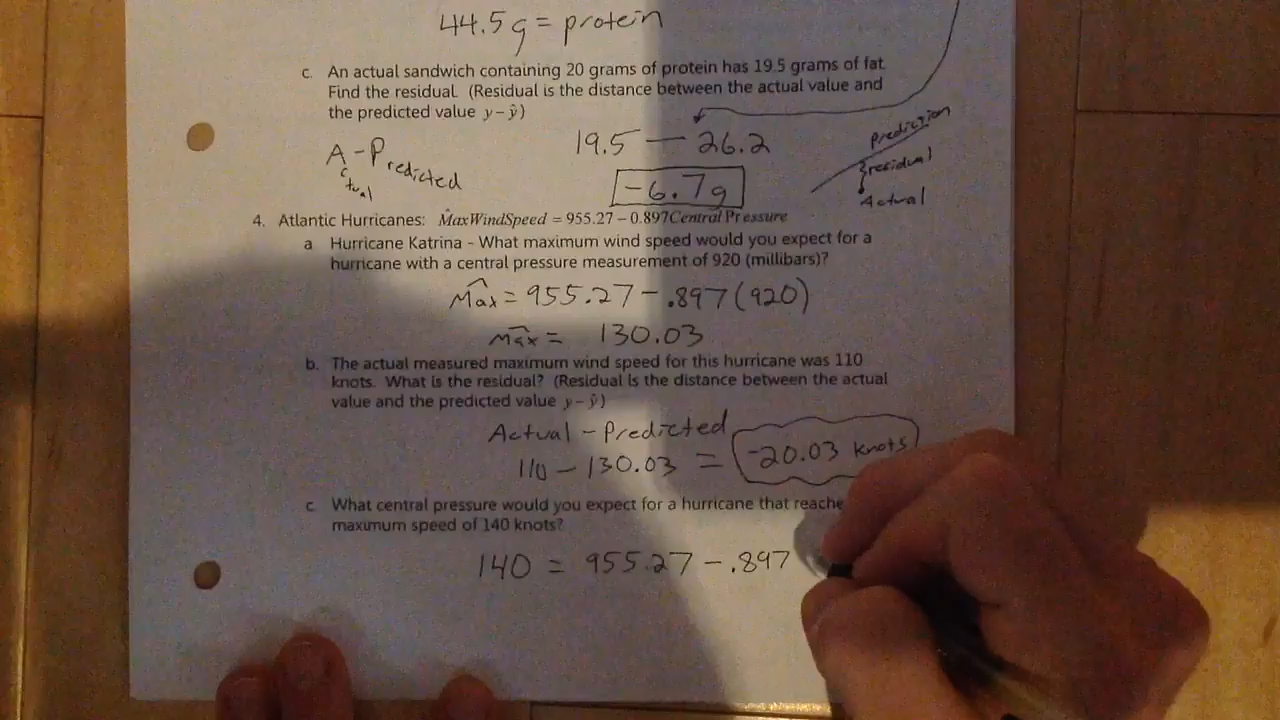 44.5g = protein
c. An actual sandwich containing 20 grams of protein has 19.5 grams of fat.
Find the residual. (Residual is the distance between the actual value and
the predicted value y − ŷ)
19.5 — 26.2
A - Predicted
ctual
-6.7g
prediction
residual
Actual
4. Atlantic Hurricanes: M̂axWindSpeed = 955.27 − 0.897CentralPressure
a Hurricane Katrina - What maximum wind speed would you expect for a
hurricane with a central pressure measurement of 920 (millibars)?
M̂ax = 955.27 - .897(920)
m̂ax = 130.03
b. The actual measured maximum wind speed for this hurricane was 110
knots. What is the residual? (Residual is the distance between the actual
value and the predicted value y − ŷ)
Actual - Predicted
110 - 130.03 = -20.03 knots
c. What central pressure would you expect for a hurricane that reache
maximum speed of 140 knots?
140 = 955.27 - .897